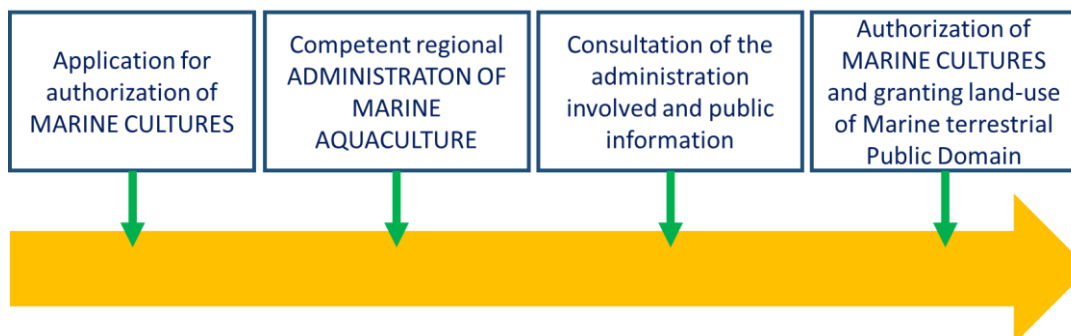 Application for
authorization of
MARINE CULTURES
Competent regional
ADMINISTRATON OF
MARINE
AQUACULTURE
Consultation of the
administration
involved and public
information
Authorization of
MARINE CULTURES
and granting land-use
of Marine terrestrial
Public Domain